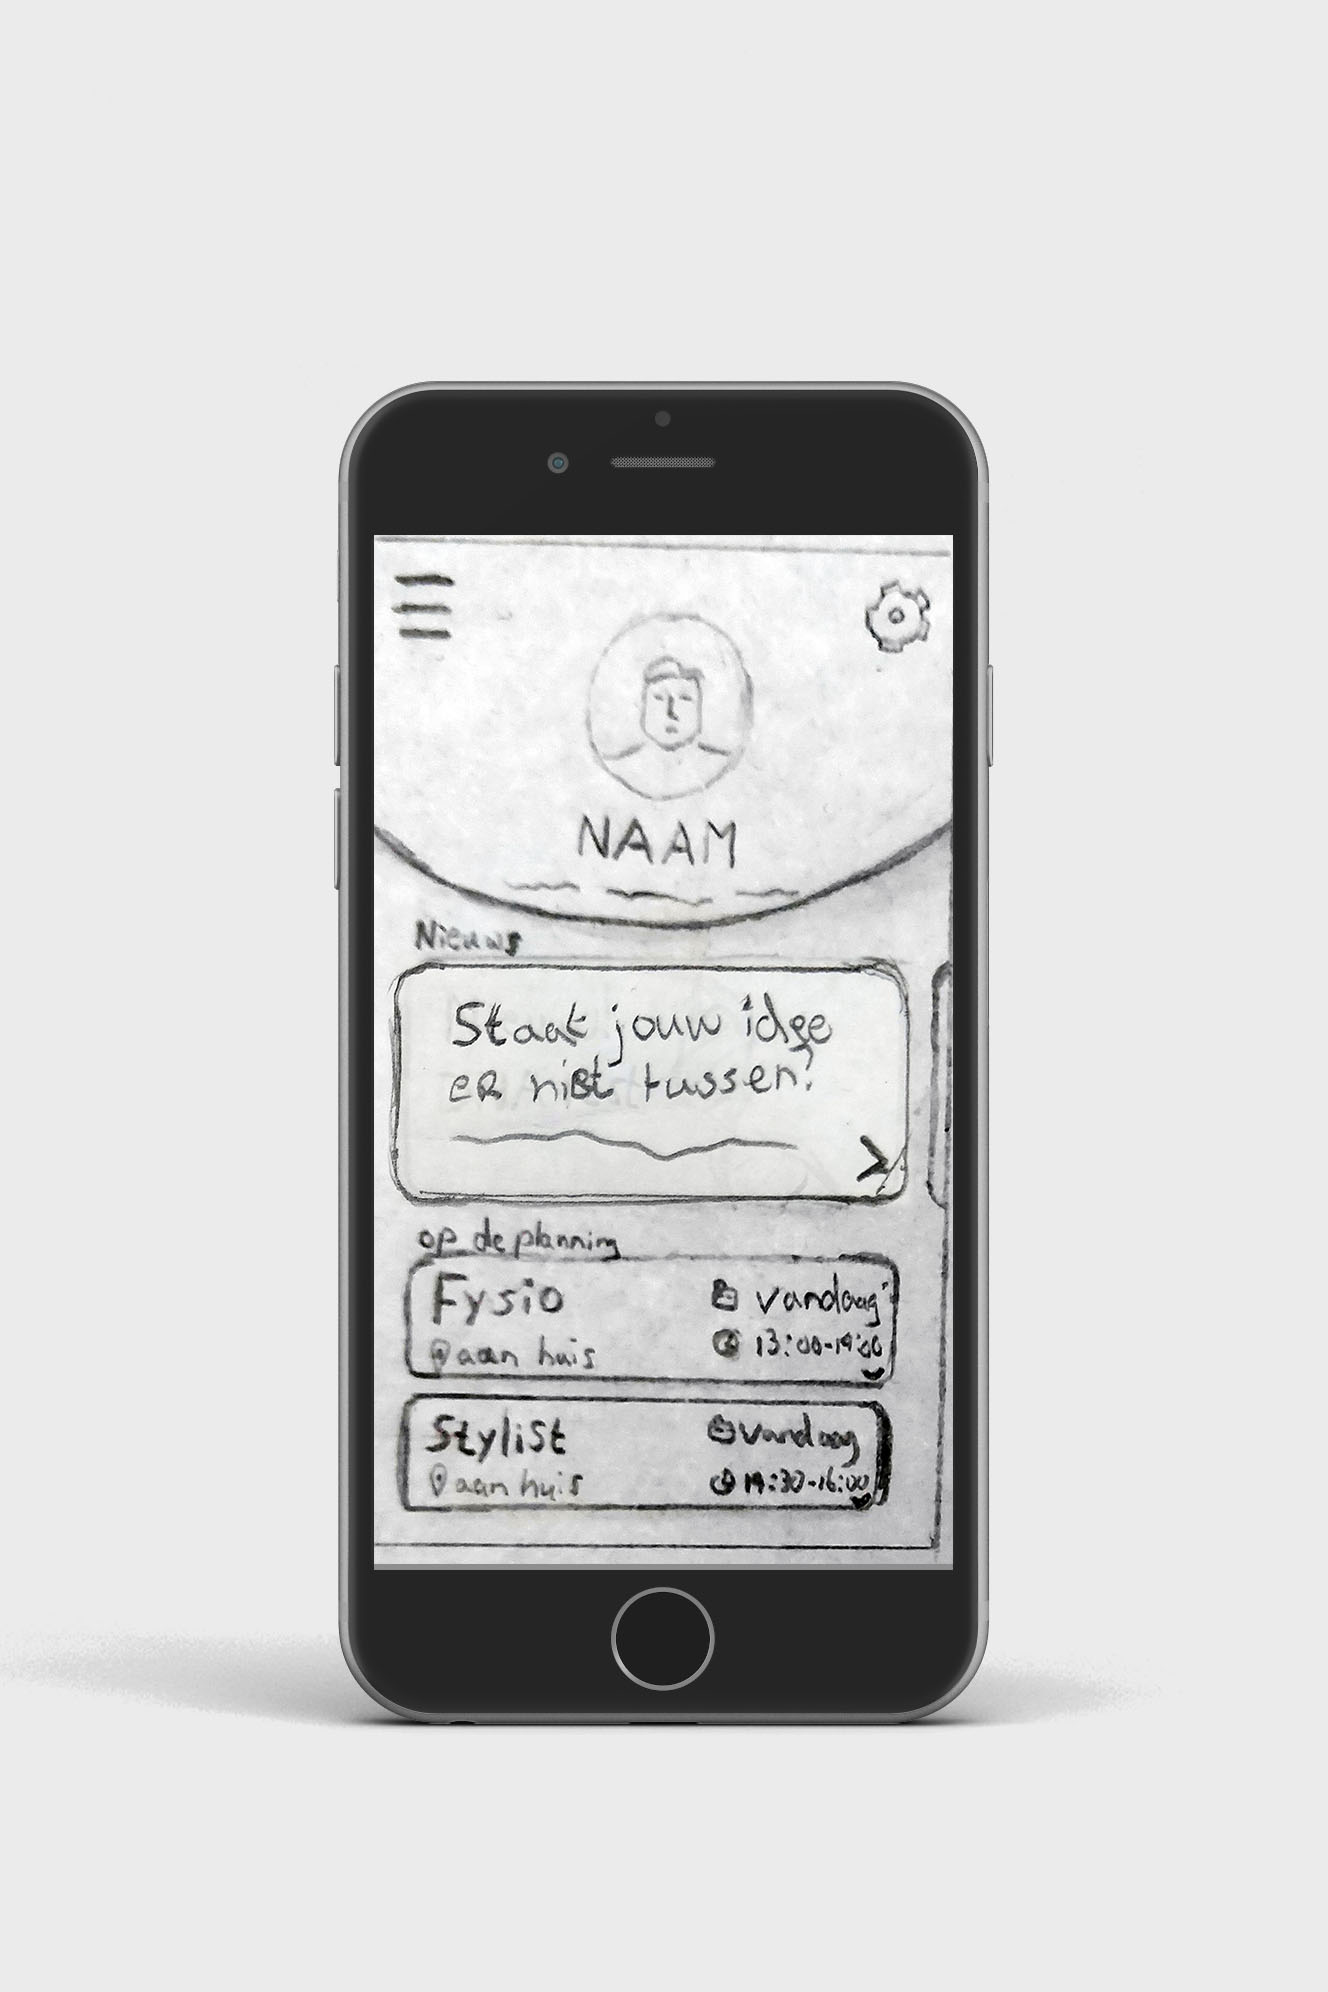 NAAM
Nieuws
Staat jouw idee
er niet tussen?
op de planning
Fysio
vandaag
aan huis
13:00-14:00
Stylist
vandaag
aan huis
14:30-16:00